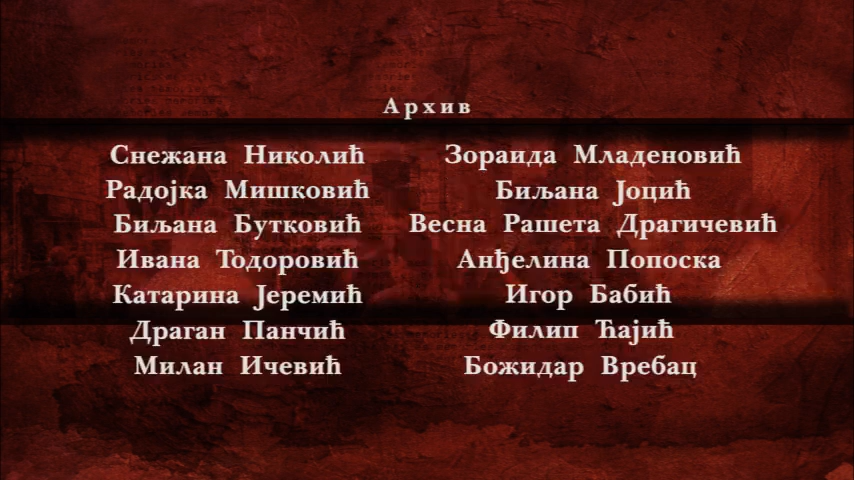 Архив
Снежана Николић
Радојка Мишковић
Биљана Бутковић
Ивана Тодоровић
Катарина Јеремић
Драган Панчић
Милан Ичевић
Зораида Младеновић
Биљана Јоцић
Весна Рашета Драгичевић
Анђелина Попоска
Игор Бабић
Филип Ћајић
Божидар Вребац